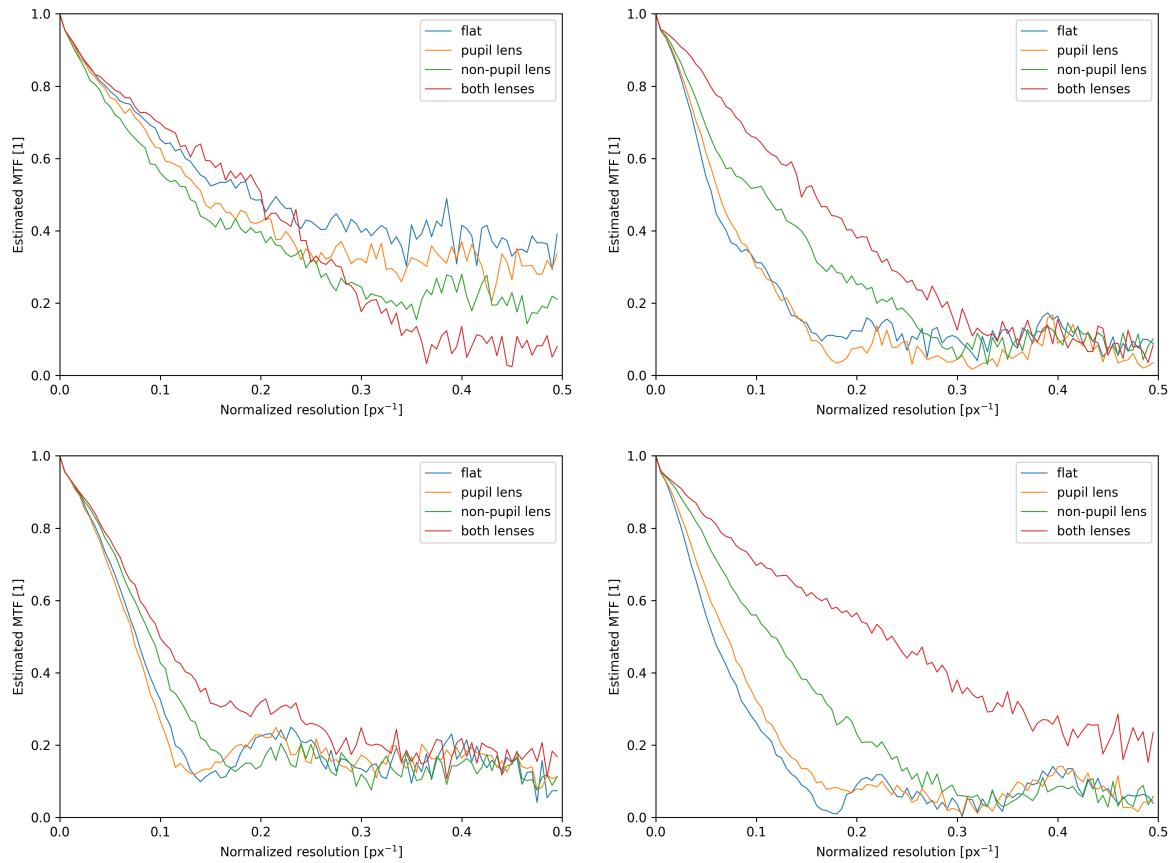 1.0
0.8
0.6
0.4
0.2
0.0
Estimated MTF [1]
flat
pupil lens
non-pupil lens
both lenses
0.0 0.1 0.2 0.3 0.4 0.5
Normalized resolution [px⁻¹]
1.0
0.8
0.6
0.4
0.2
0.0
Estimated MTF [1]
flat
pupil lens
non-pupil lens
both lenses
0.0 0.1 0.2 0.3 0.4 0.5
Normalized resolution [px⁻¹]
1.0
0.8
0.6
0.4
0.2
0.0
Estimated MTF [1]
flat
pupil lens
non-pupil lens
both lenses
0.0 0.1 0.2 0.3 0.4 0.5
Normalized resolution [px⁻¹]
1.0
0.8
0.6
0.4
0.2
0.0
Estimated MTF [1]
flat
pupil lens
non-pupil lens
both lenses
0.0 0.1 0.2 0.3 0.4 0.5
Normalized resolution [px⁻¹]